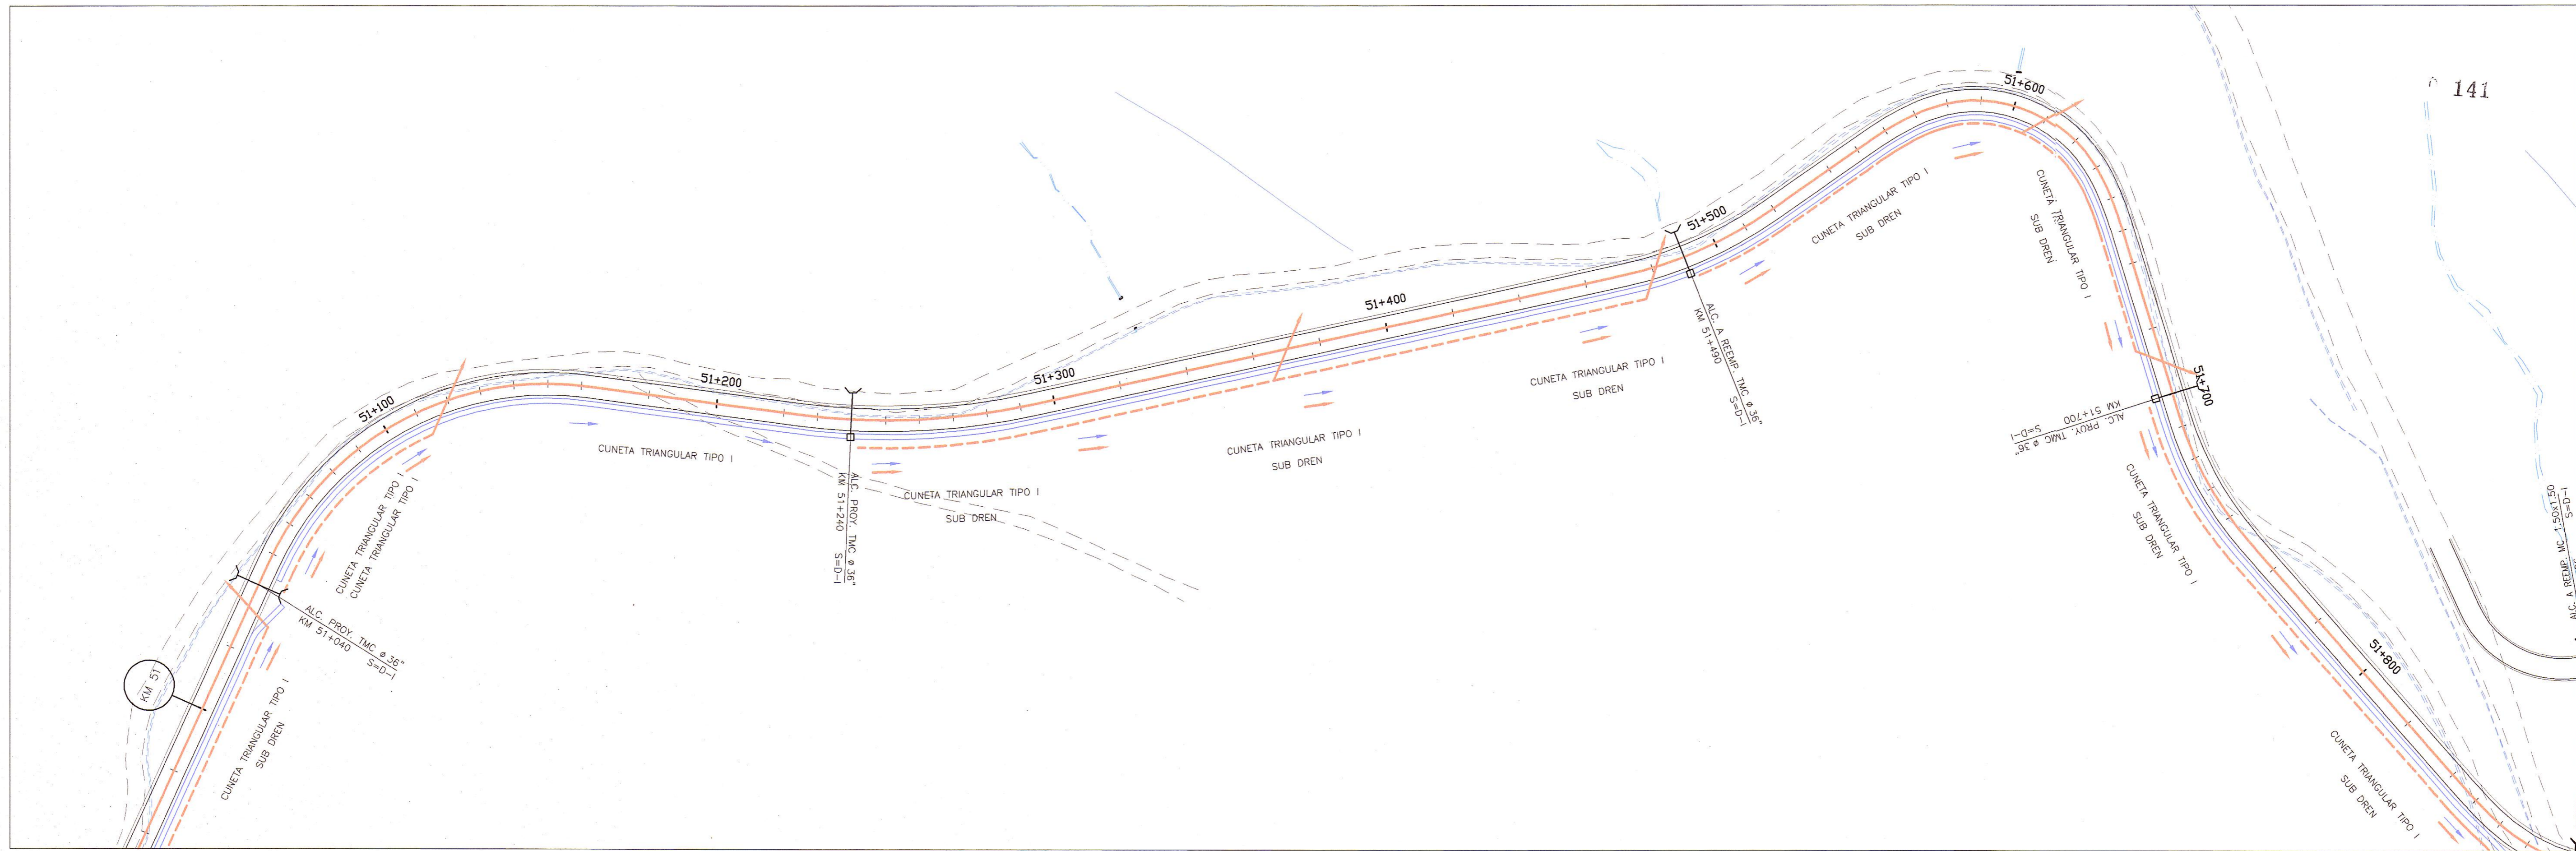 141
51+600
51+500
51+400
51+300
51+200
51+100
KM 51
CUNETA TRIANGULAR TIPO I
SUB DREN
ALC. PROY. TMC ø 36"
KM 51+040 S=D-I
CUNETA TRIANGULAR TIPO I
CUNETA TRIANGULAR TIPO I
CUNETA TRIANGULAR TIPO I
ALC. PROY. TMC ø 36"
KM 51+240 S=D-I
CUNETA TRIANGULAR TIPO I
SUB DREN
CUNETA TRIANGULAR TIPO I
SUB DREN
CUNETA TRIANGULAR TIPO I
SUB DREN
ALC. A REEMP. TMC ø 36"
KM 51+490 S=D-I
CUNETA TRIANGULAR TIPO I
SUB DREN
CUNETA TRIANGULAR TIPO I
SUB DREN
51+700
ALC. PROY. TMC ø 36"
KM 51+700 S=D-I
CUNETA TRIANGULAR TIPO I
SUB DREN
51+800
CUNETA TRIANGULAR TIPO I
SUB DREN
ALC. A REEMP. MC 1.50x1.50
S=D-I